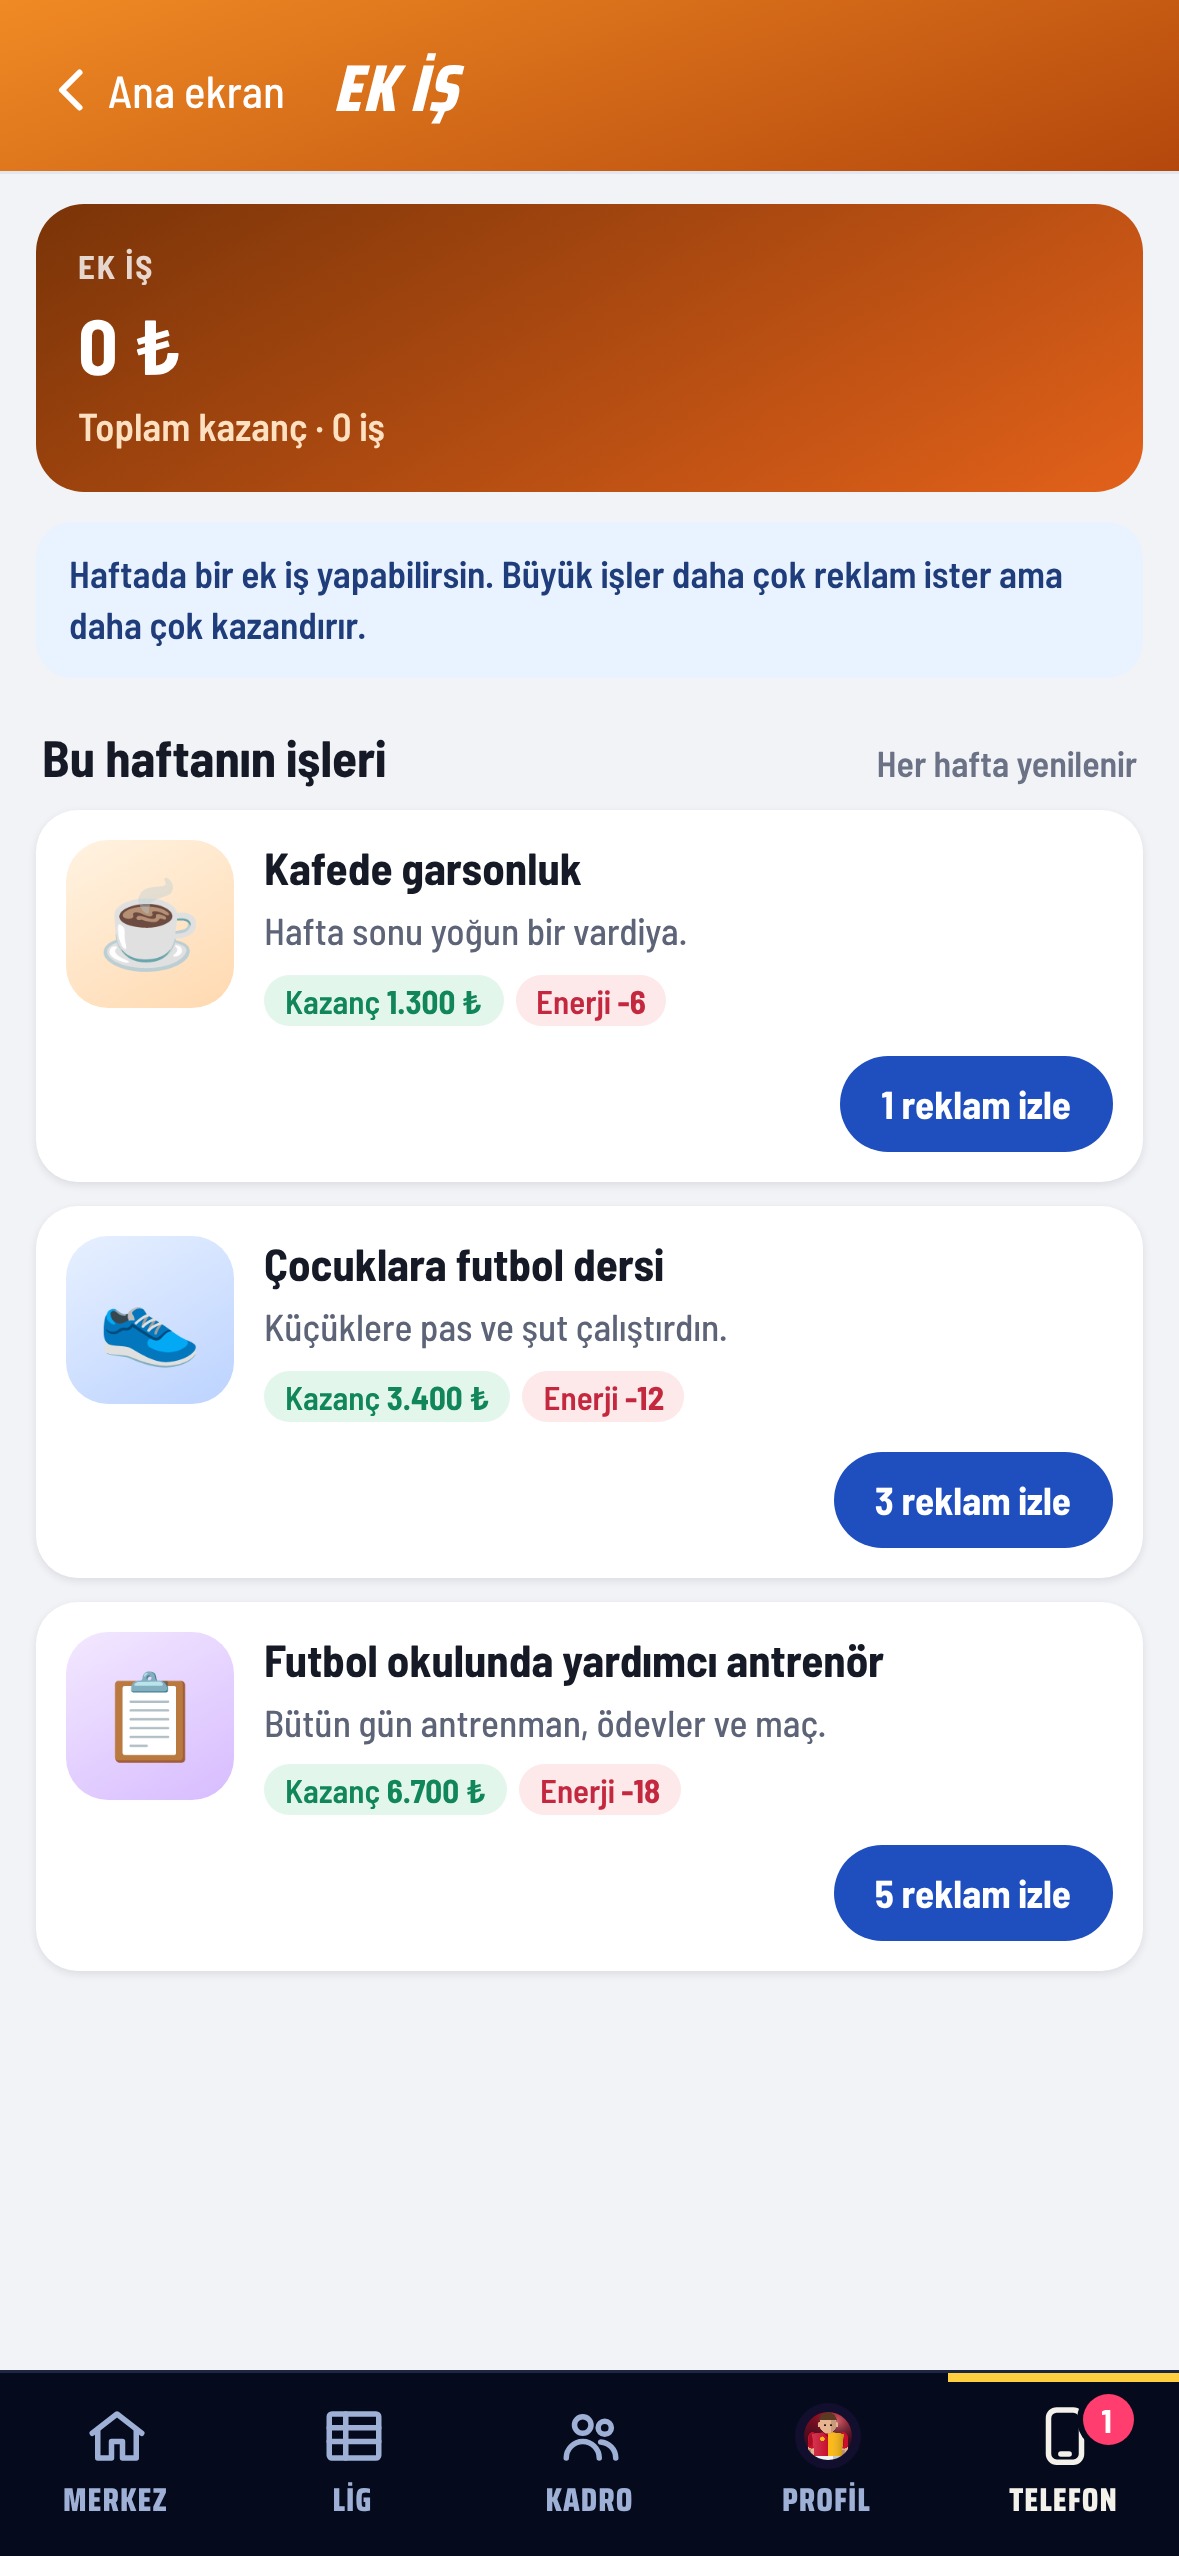 Ana ekran
EK İŞ
EK İŞ
0 ₺
Toplam kazanç · 0 iş
Haftada bir ek iş yapabilirsin. Büyük işler daha çok reklam ister ama
daha çok kazandırır.
Bu haftanın işleri
Her hafta yenilenir
Kafede garsonluk
Hafta sonu yoğun bir vardiya.
Kazanç 1.300 ₺
Enerji -6
1 reklam izle
Çocuklara futbol dersi
Küçüklere pas ve şut çalıştırdın.
Kazanç 3.400 ₺
Enerji -12
3 reklam izle
Futbol okulunda yardımcı antrenör
Bütün gün antrenman, ödevler ve maç.
Kazanç 6.700 ₺
Enerji -18
5 reklam izle
1
MERKEZ
LİG
KADRO
PROFİL
TELEFON